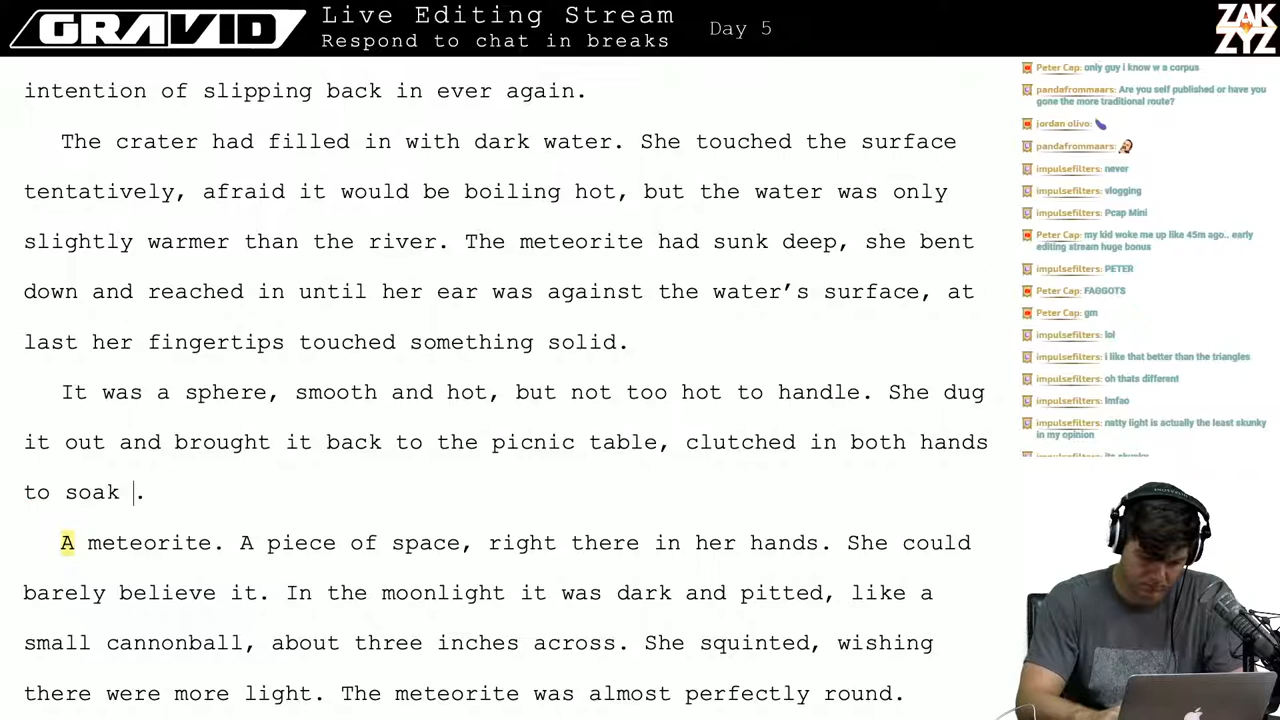 GRAVID
Live Editing Stream
Respond to chat in breaks
Day 5
ZAK
ZYZ
intention of slipping back in ever again.
The crater had filled in with dark water. She touched the surface
tentatively, afraid it would be boiling hot, but the water was only
slightly warmer than the river. The meteorite had sunk deep, she bent
down and reached in until her ear was against the water's surface, at
last her fingertips touched something solid.
It was a sphere, smooth and hot, but not too hot to handle. She dug
it out and brought it back to the picnic table, clutched in both hands
to soak .
A meteorite. A piece of space, right there in her hands. She could
barely believe it. In the moonlight it was dark and pitted, like a
small cannonball, about three inches across. She squinted, wishing
there were more light. The meteorite was almost perfectly round.
Peter Cap: only guy i know w a corpus
pandafrommaars: Are you self published or have you
gone the more traditional route?
jordan olivo:
pandafrommaars:
impulsefilters: never
impulsefilters: vlogging
impulsefilters: Pcap Mini
Peter Cap: my kid woke me up like 45m ago.. early
editing stream huge bonus
impulsefilters: PETER
Peter Cap: FAGGOTS
Peter Cap: gm
impulsefilters: lol
impulsefilters: i like that better than the triangles
impulsefilters: oh thats different
impulsefilters: lmfao
impulsefilters: natty light is actually the least skunky
in my opinion